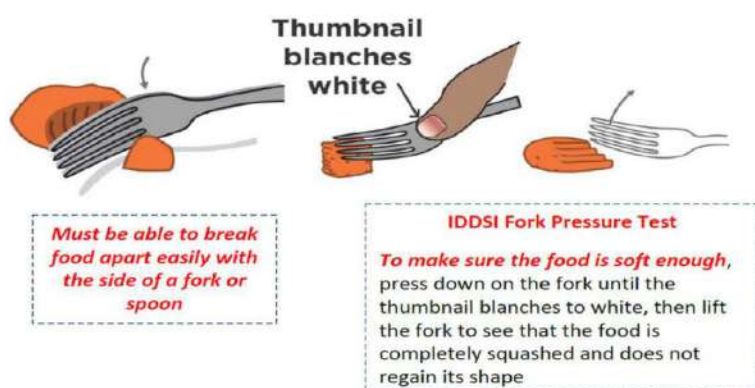 Thumbnail
blanches
white
Must be able to break
food apart easily with
the side of a fork or
spoon
IDDSI Fork Pressure Test
To make sure the food is soft enough,
press down on the fork until the
thumbnail blanches to white, then lift
the fork to see that the food is
completely squashed and does not
regain its shape